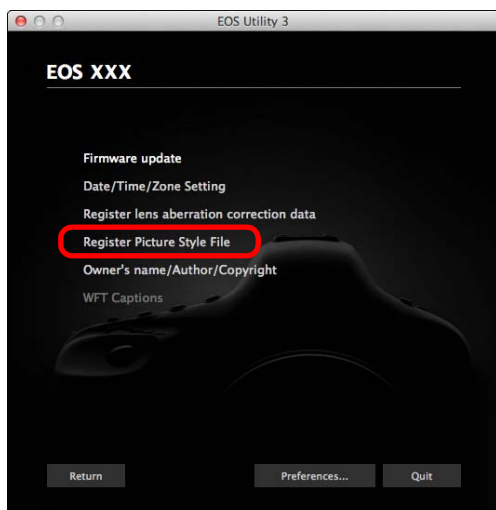 EOS Utility 3
EOS XXX
Firmware update
Date/Time/Zone Setting
Register lens aberration correction data
Register Picture Style File
Owner's name/Author/Copyright
WFT Captions
Return Preferences... Quit